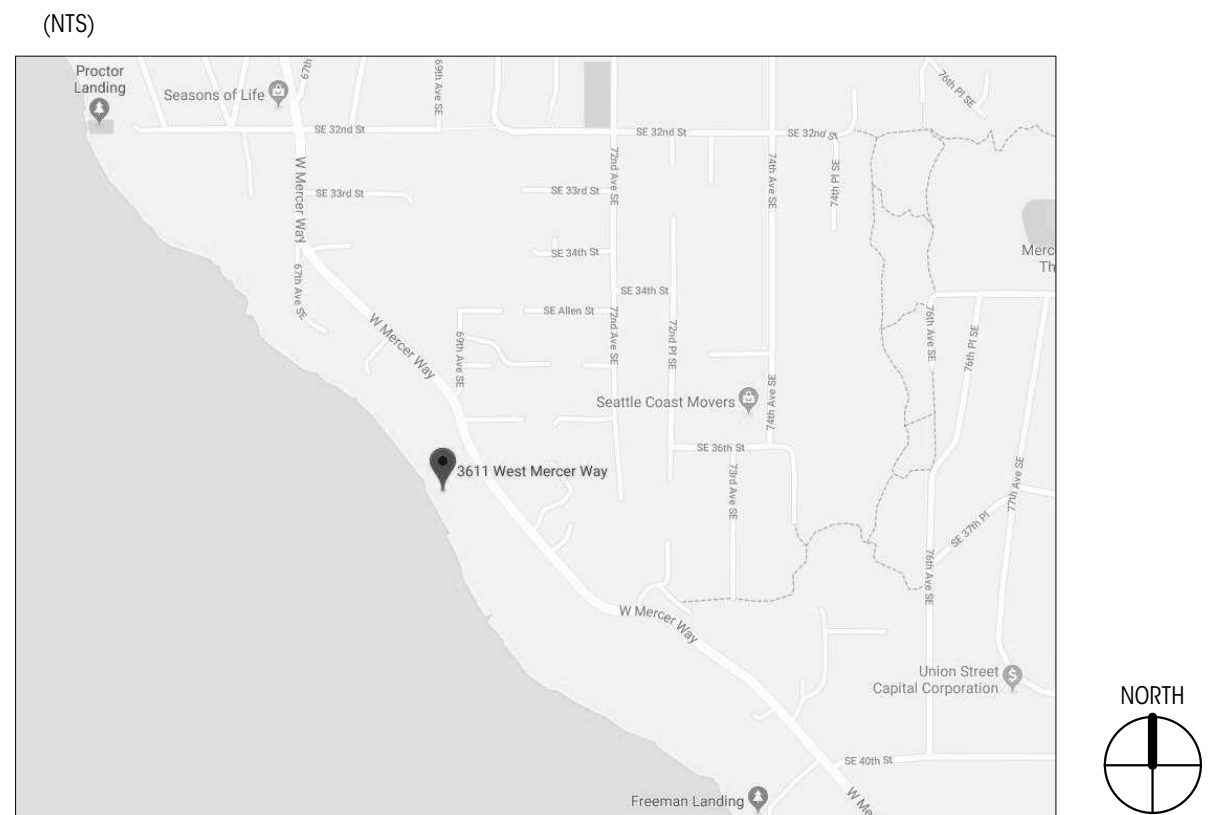 (NTS)
Proctor
Landing
Seasons of Life
67th
69th Ave SE
76th Pl SE
SE 32nd St
SE 32nd St
SE 32nd St
W Mercer Way
SE 33rd St
SE 33rd St
72nd Ave SE
74th Ave SE
74th Pl SE
SE 34th St
Merc
Th
67th Ave SE
SE 34th St
SE Allen St
W Mercer Way
69th Ave SE
72nd Ave SE
72nd Pl SE
76th Ave SE
76th Pl SE
Seattle Coast Movers
74th Ave SE
SE 36th St
3611 West Mercer Way
73rd Ave SE
77th Ave SE
SE 37th Pl
76th Ave SE
W Mercer Way
Union Street
Capital Corporation
NORTH
SE 40th St
Freeman Landing
W Me